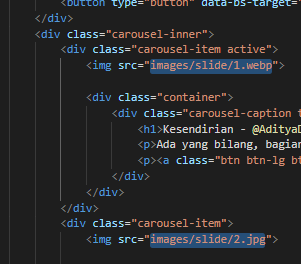 <button type="button" data-bs-target="
</div>
<div class="carousel-inner">
<div class="carousel-item active">
<img src="images/slide/1.webp">
<div class="container">
<div class="carousel-caption t
<h1>Kesendirian - @AdityaD
<p>Ada yang bilang, bagian
<p><a class="btn btn-lg bt
</div>
</div>
</div>
<div class="carousel-item">
<img src="images/slide/2.jpg">